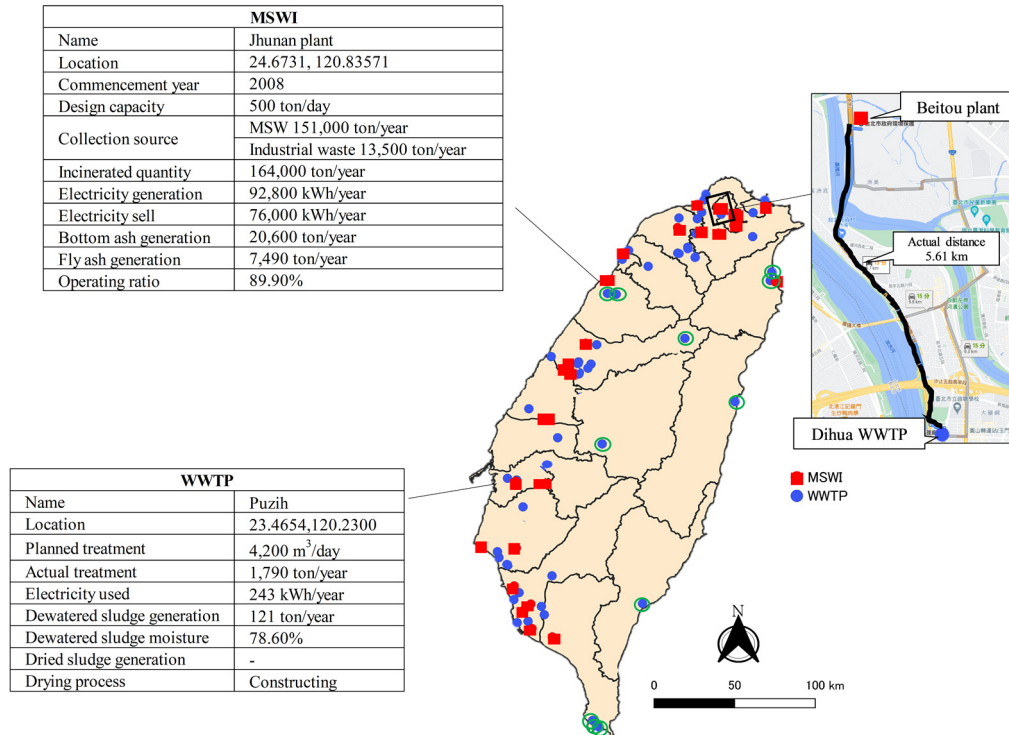 MSWI
Name Jhunan plant
Location 24.6731, 120.83571
Commencement year 2008
Design capacity 500 ton/day
Collection source MSW 151,000 ton/year
Industrial waste 13,500 ton/year
Incinerated quantity 164,000 ton/year
Electricity generation 92,800 kWh/year
Electricity sell 76,000 kWh/year
Bottom ash generation 20,600 ton/year
Fly ash generation 7,490 ton/year
Operating ratio 89.90%
Beitou plant
Actual distance
5.61 km
Dihua WWTP
MSWI
WWTP
WWTP
Name Puzih
Location 23.4654,120.2300
Planned treatment 4,200 m³/day
Actual treatment 1,790 ton/year
Electricity used 243 kWh/year
Dewatered sludge generation 121 ton/year
Dewatered sludge moisture 78.60%
Dried sludge generation -
Drying process Constructing
N
0 50 100 km